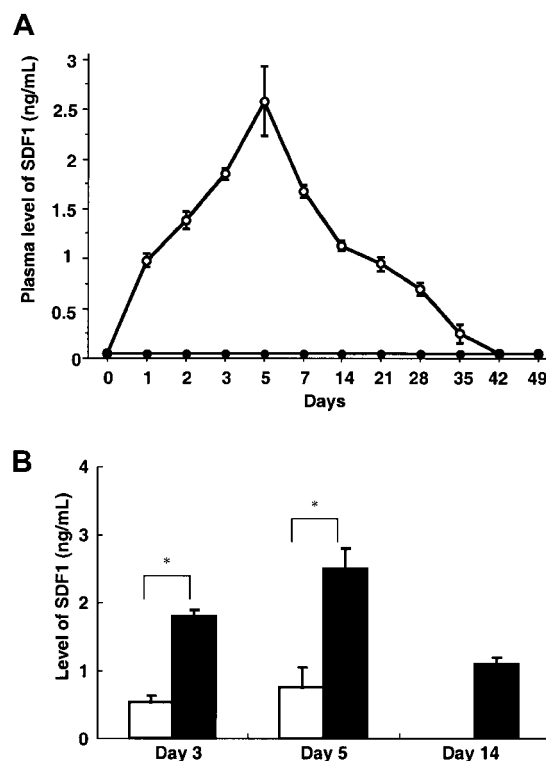 A
Plasma level of SDF1 (ng/mL)
3
2.5
2
1.5
1
0.5
0
0 1 2 3 5 7 14 21 28 35 42 49
Days
B
Level of SDF1 (ng/mL)
4
3
2
1
0
*
*
Day 3 Day 5 Day 14